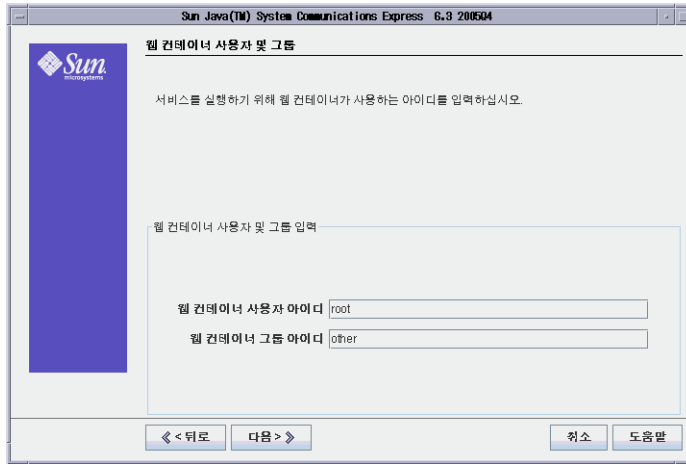 Sun Java(TM) System Communications Express 6.3 2005Q4
Sun
microsystems
웹 컨테이너 사용자 및 그룹
서비스를 실행하기 위해 웹 컨테이너가 사용하는 아이디를 입력하십시오.
웹 컨테이너 사용자 및 그룹 입력
웹 컨테이너 사용자 아이디 root
웹 컨테이너 그룹 아이디 other
< 뒤로 다음 > 취소 도움말